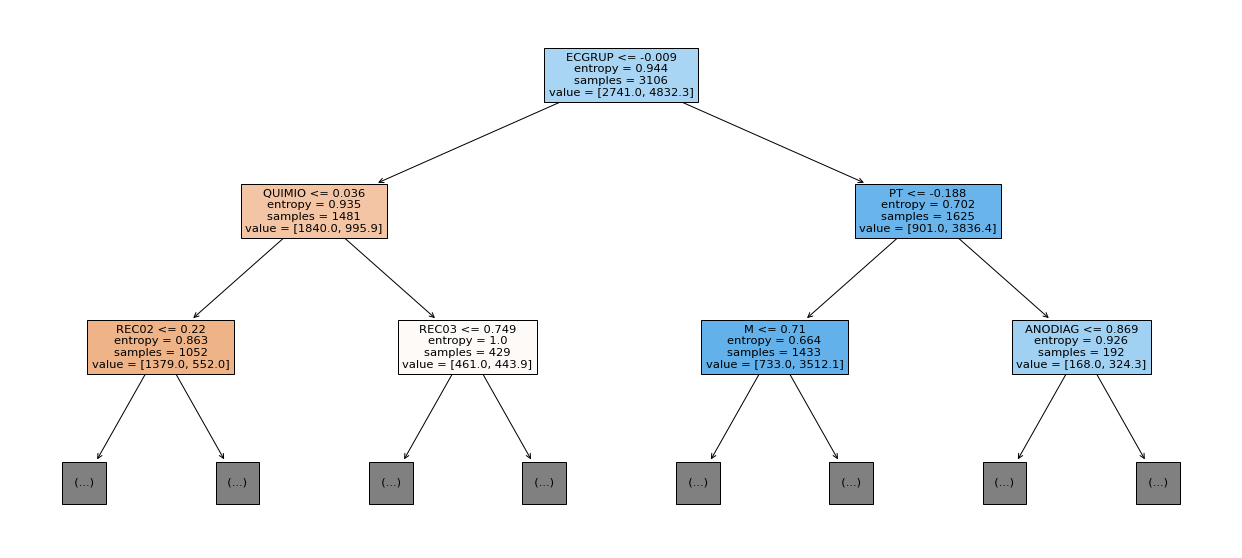 ECGRUP <= -0.009
entropy = 0.944
samples = 3106
value = [2741.0, 4832.3]
QUIMIO <= 0.036
entropy = 0.935
samples = 1481
value = [1840.0, 995.9]
PT <= -0.188
entropy = 0.702
samples = 1625
value = [901.0, 3836.4]
REC02 <= 0.22
entropy = 0.863
samples = 1052
value = [1379.0, 552.0]
REC03 <= 0.749
entropy = 1.0
samples = 429
value = [461.0, 443.9]
M <= 0.71
entropy = 0.664
samples = 1433
value = [733.0, 3512.1]
ANODIAG <= 0.869
entropy = 0.926
samples = 192
value = [168.0, 324.3]
(...)
(...)
(...)
(...)
(...)
(...)
(...)
(...)